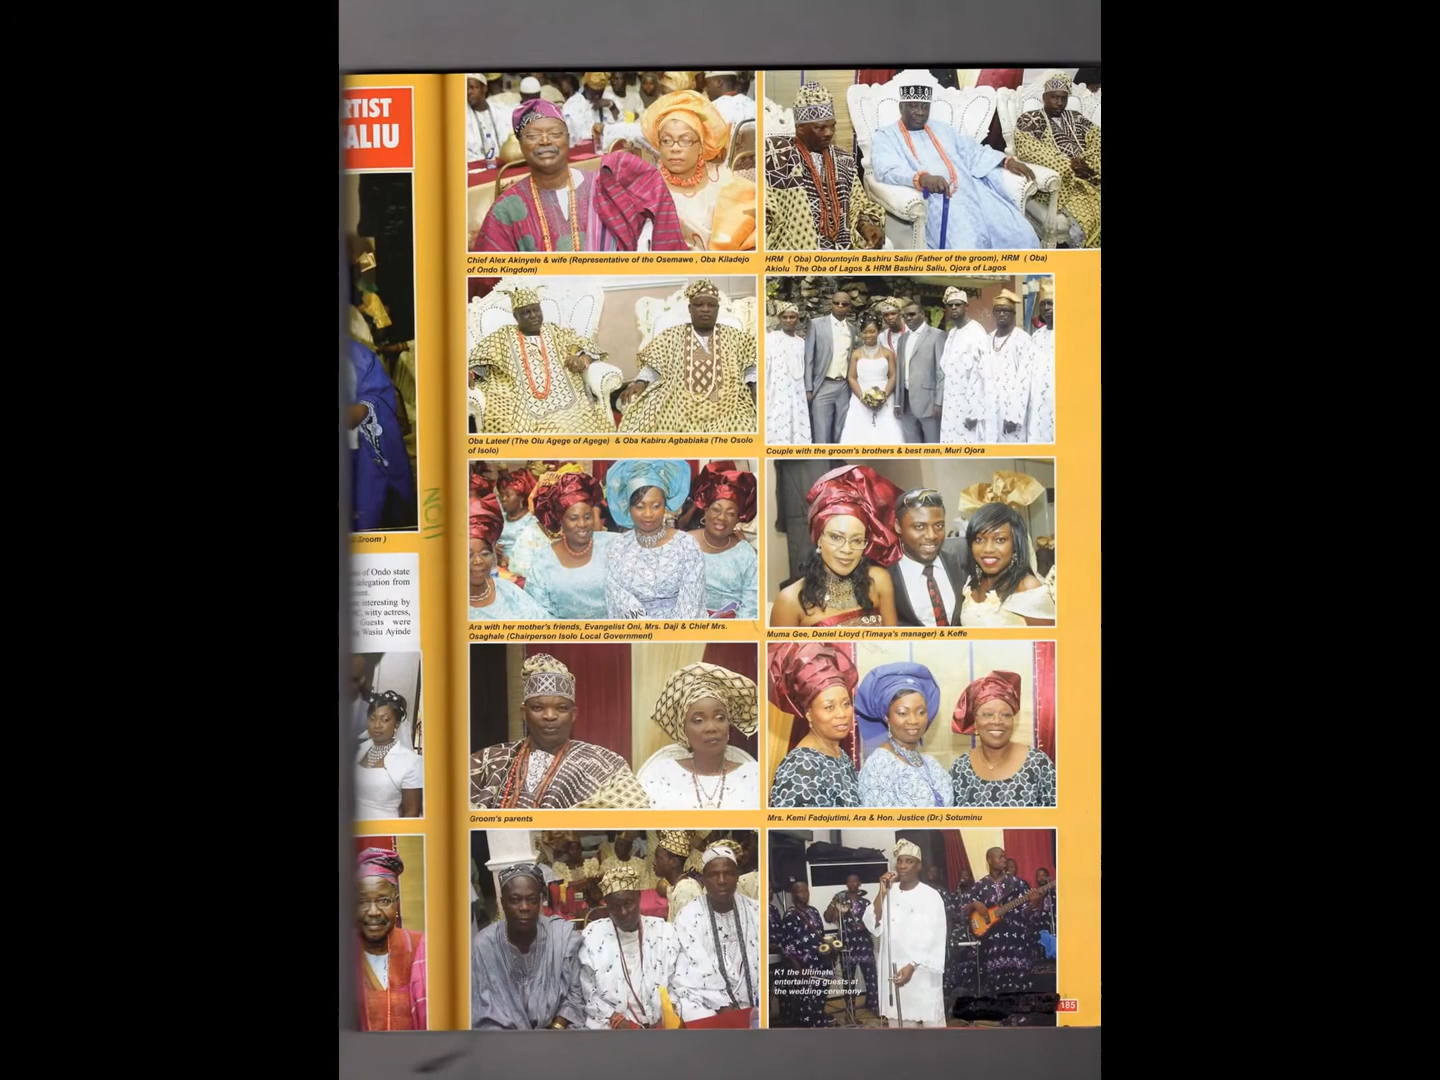 RTIST
ALIU
Groom )
of Ondo state
delegation from
interesting by
witty actress,
Guests were
Wasiu Ayinde
NOI
Chief Alex Akinyele & wife (Representative of the Osemawe , Oba Kiladejo
of Ondo Kingdom)
HRM ( Oba) Oloruntoyin Bashiru Saliu (Father of the groom), HRM ( Oba)
Akiolu The Oba of Lagos & HRM Bashiru Saliu, Ojora of Lagos
Oba Lateef (The Olu Agege of Agege) & Oba Kabiru Agbabiaka (The Osolo
of Isolo)
Couple with the groom's brothers & best man, Muri Ojora
Ara with her mother's friends, Evangelist Oni, Mrs. Daji & Chief Mrs.
Osaghale (Chairperson Isolo Local Government)
Muma Gee, Daniel Lloyd (Timaya's manager) & Keffe
Groom's parents
Mrs. Kemi Fadojutimi, Ara & Hon. Justice (Dr.) Sotuminu
K1 the Ultimate
entertaining guests at
the wedding ceremony
185